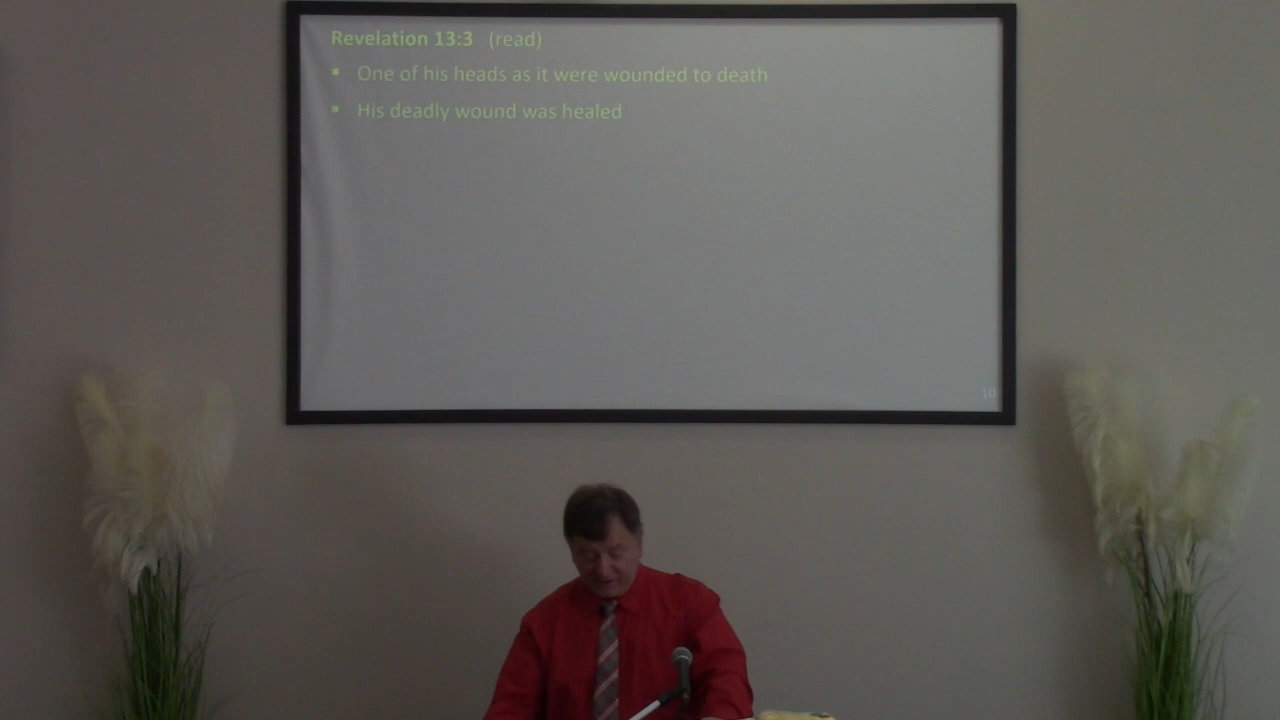 Revelation 13:3 (read)
▪ One of his heads as it were wounded to death
▪ His deadly wound was healed
10